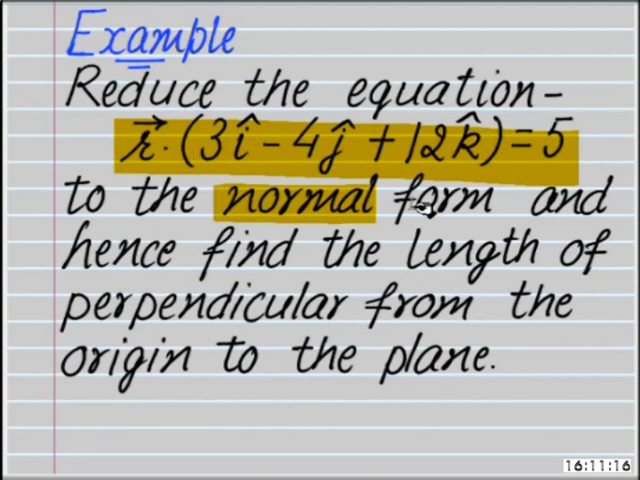 Example
Reduce the equation-
r⃗.(3î-4ĵ+12k̂)=5
to the normal form and
hence find the length of
perpendicular from the
origin to the plane.
16:11:16